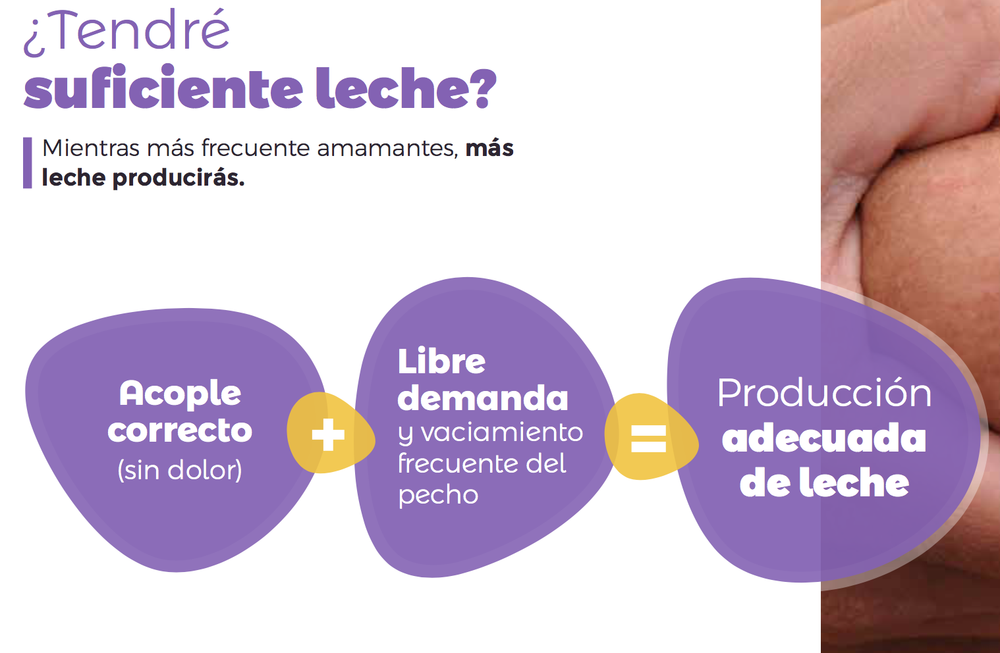 ¿Tendré
suficiente leche?
Mientras más frecuente amamantes, más
leche producirás.
Acople
correcto
(sin dolor)
+
Libre
demanda
y vaciamiento
frecuente del
pecho
=
Producción
adecuada
de leche